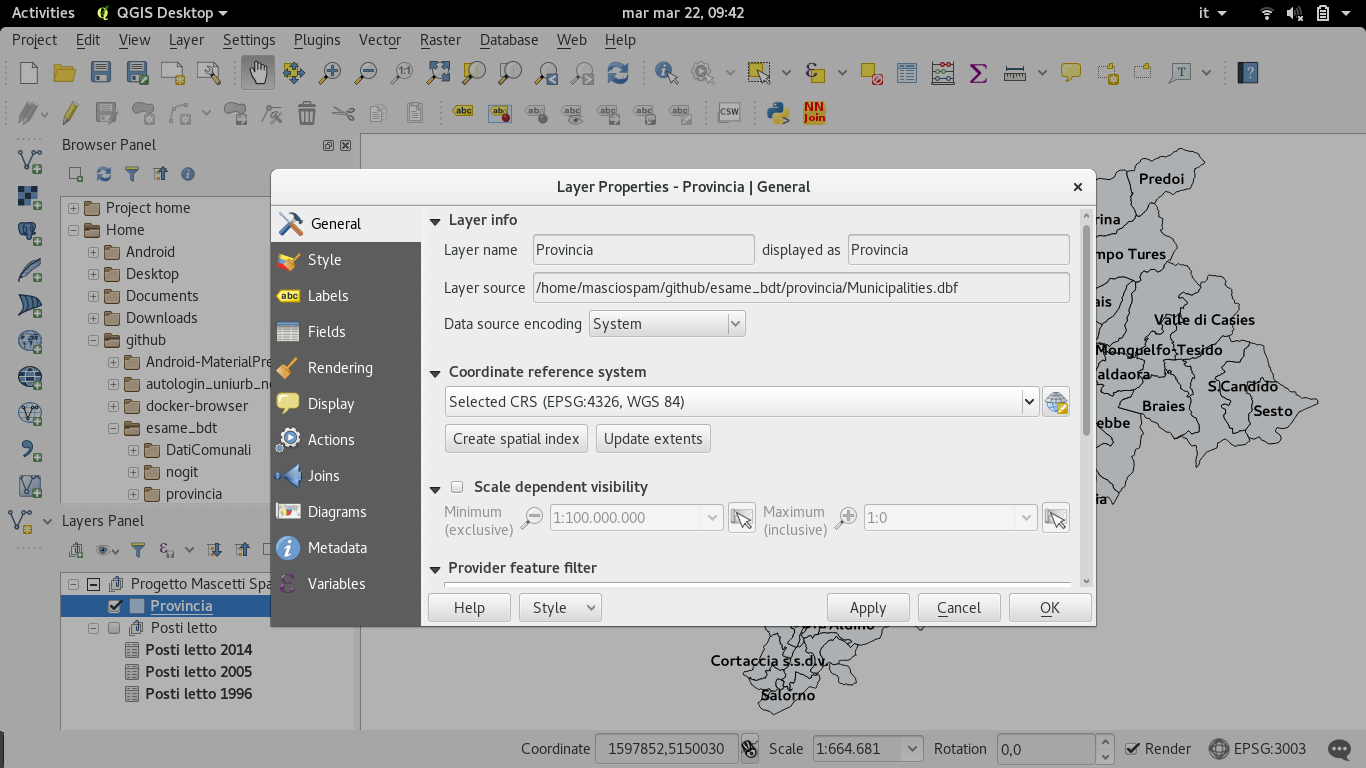 Activities QGIS Desktop mar mar 22, 09:42 it
Project Edit View Layer Settings Plugins Vector Raster Database Web Help
abc abc abc abc abc abc abc CSW NN Join
Browser Panel
Project home
Home
Android
Desktop
Documents
Downloads
github
Android-MaterialPre
docker-browser
esame_bdt
DatiComunali
nogit
provincia
Layers Panel
Progetto Mascetti Spa
Provincia
Posti letto
Posti letto 2014
Posti letto 2005
Posti letto 1996
Layer Properties - Provincia | General
General
Style
abc Labels
Fields
Rendering
Display
Actions
Joins
Diagrams
Metadata
Variables
Layer info
Layer name Provincia displayed as Provincia
Layer source /home/masciospam/github/esame_bdt/provincia/Municipalities.dbf
Data source encoding System
Coordinate reference system
Selected CRS (EPSG:4326, WGS 84)
Create spatial index Update extents
Scale dependent visibility
Minimum (exclusive) 1:100.000.000 Maximum (inclusive) 1:0
Provider feature filter
Help Style Apply Cancel OK
Predoi
rina
mpo Tures
ais
Valle di Casies
Monguelfo-Tesido
aldaora
S.Candido
Braies
Sesto
ebbe
ia
Cortaccia s.s.d.v.
Salorno
Coordinate 1597852,5150030 Scale 1:664.681 Rotation 0,0 Render EPSG:3003